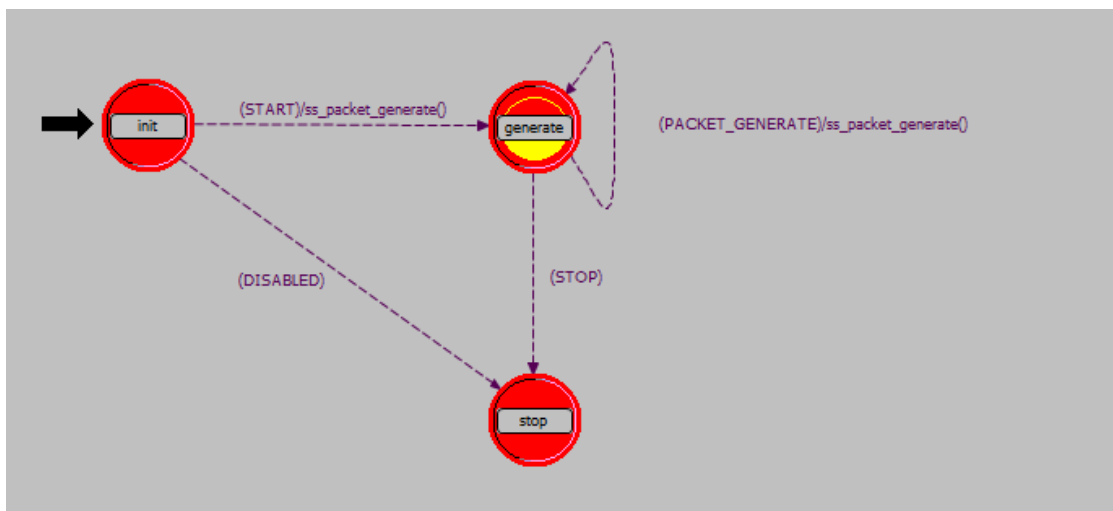 (START)/ss_packet_generate()
init
generate
(PACKET_GENERATE)/ss_packet_generate()
(DISABLED)
(STOP)
stop